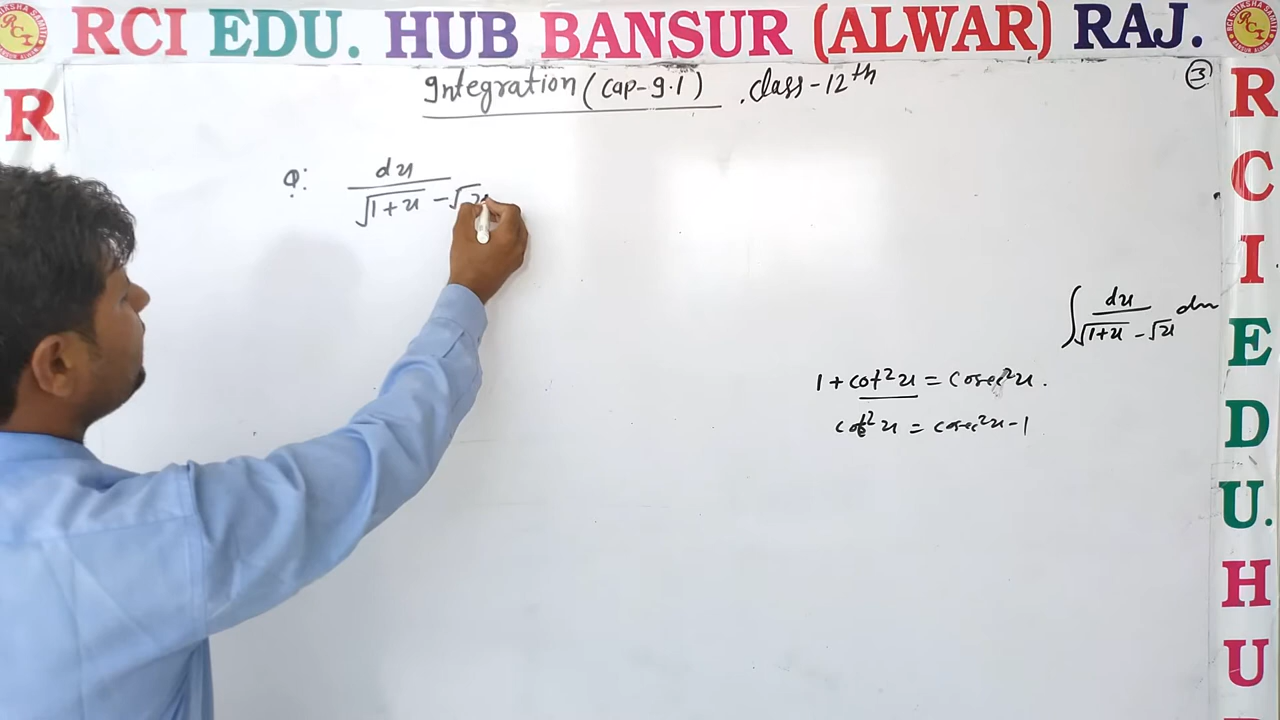 RCI EDU. HUB BANSUR (ALWAR) RAJ.
Integration (Cap-9.1) . Class-12th
3
R
Q: dx / √1+x - √x
∫ dx / √1+x - √x dx
1 + cot²x = cosec²x .
cot²x = cosec²x - 1
R
C
I
E
D
U.
H
U